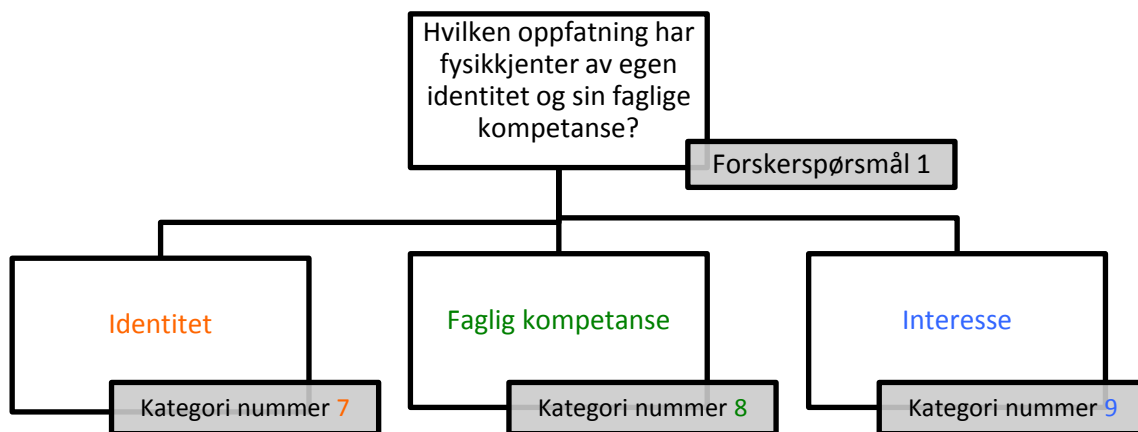 Hvilken oppfatning har
fysikkjenter av egen
identitet og sin faglige
kompetanse?
Forskerspørsmål 1
Identitet
Kategori nummer 7
Faglig kompetanse
Kategori nummer 8
Interesse
Kategori nummer 9